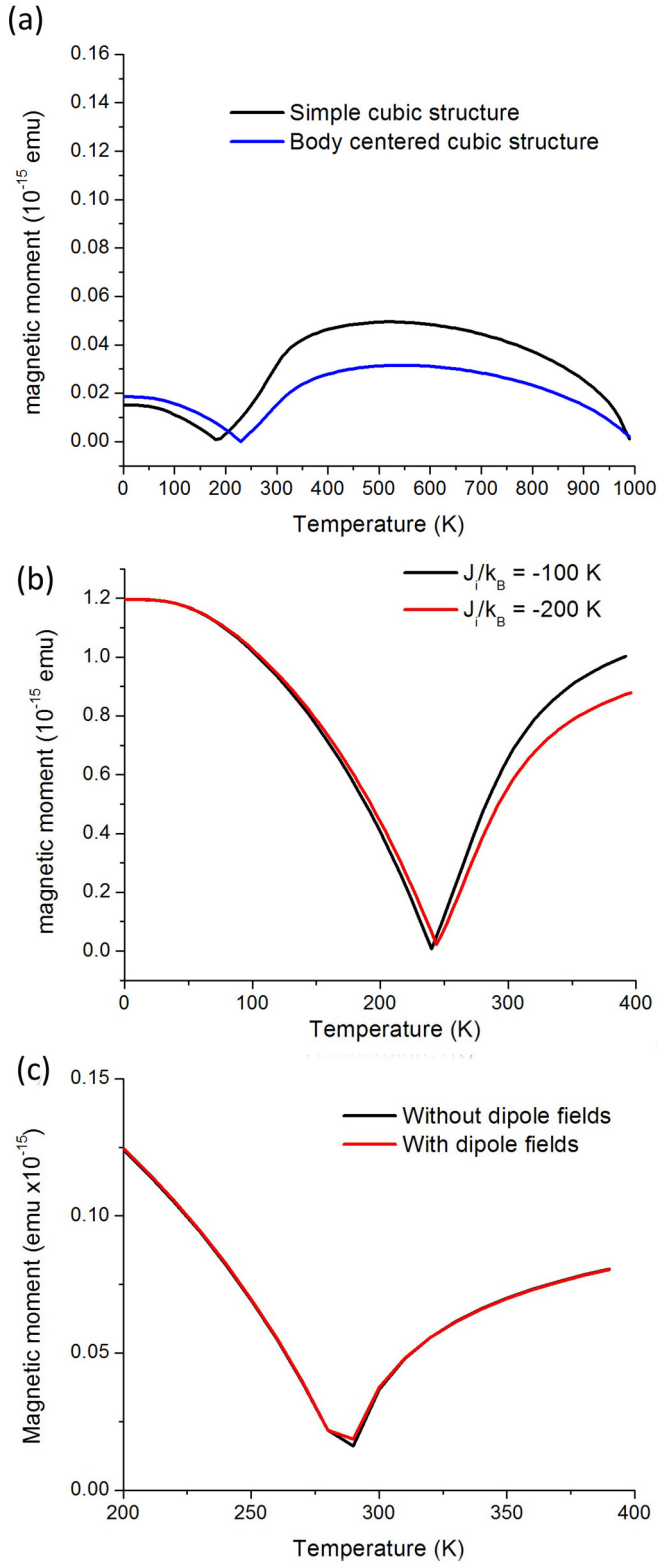 (a)
0.16
0.14
0.12
0.10
0.08
0.06
0.04
0.02
0.00
magnetic moment (10-15 emu)
Simple cubic structure
Body centered cubic structure
0 100 200 300 400 500 600 700 800 900 1000
Temperature (K)
(b)
1.2
1.0
0.8
0.6
0.4
0.2
0.0
magnetic moment (10-15 emu)
Ji/kB = -100 K
Ji/kB = -200 K
0 100 200 300 400
Temperature (K)
(c)
0.15
0.10
0.05
0.00
Magnetic moment (emu x10-15)
Without dipole fields
With dipole fields
200 250 300 350 400
Temperature (K)